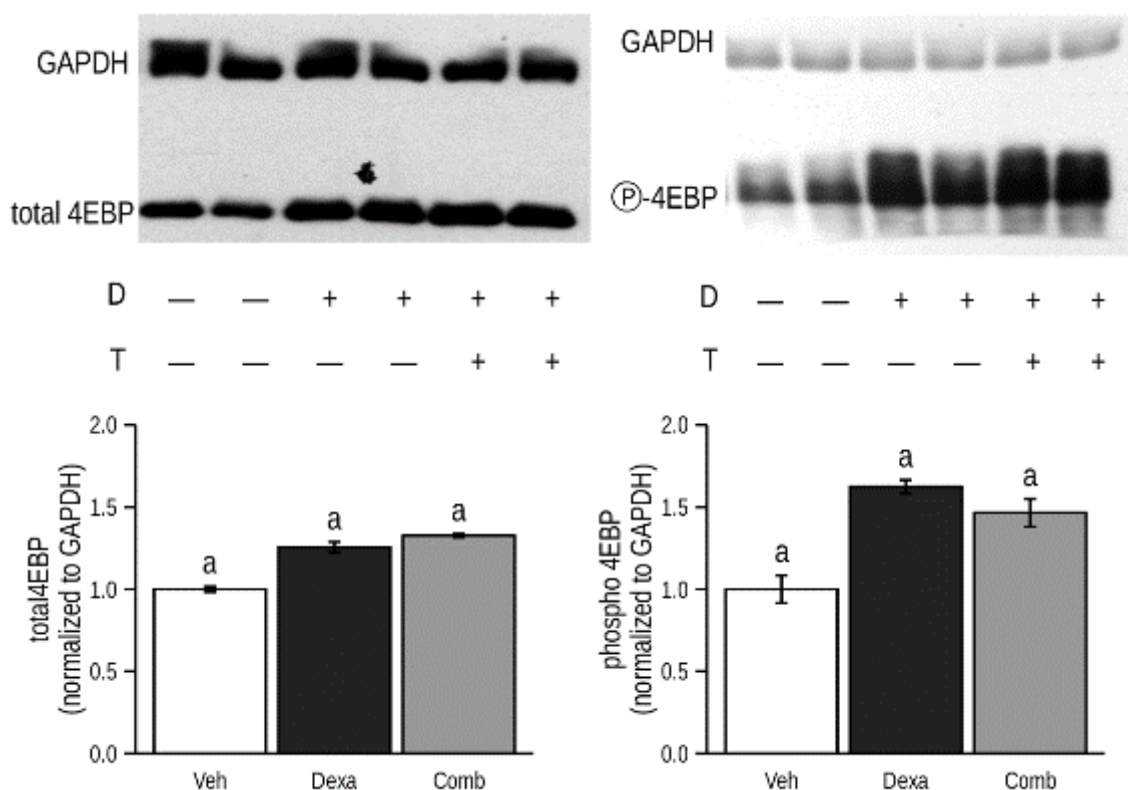 GAPDH
total 4EBP
D — — + + + +
T — — — — + +
GAPDH
Ⓟ-4EBP
D — — + + + +
T — — — — + +
total4EBP
(normalized to GAPDH)
2.0
1.5
1.0
0.5
0.0
a
a
a
Veh Dexa Comb
phospho 4EBP
(normalized to GAPDH)
2.0
1.5
1.0
0.5
0.0
a
a
a
Veh Dexa Comb